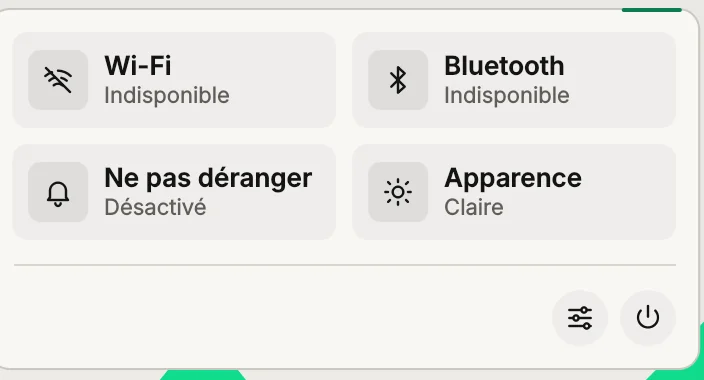 Wi-Fi
Indisponible
Bluetooth
Indisponible
Ne pas déranger
Désactivé
Apparence
Claire